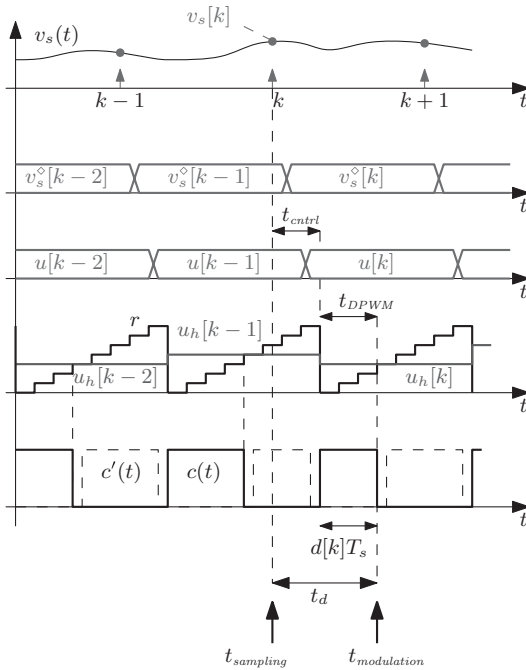 v_s[k]
v_s(t)
k − 1
k
k + 1
t
v_s^◇[k−2]
v_s^◇[k−1]
v_s^◇[k]
t
t_cntrl
u[k−2]
u[k−1]
u[k]
t
t_DPWM
r
u_h[k−1]
u_h[k−2]
u_h[k]
t
c′(t)
c(t)
t
d[k]T_s
t_d
t_sampling
t_modulation